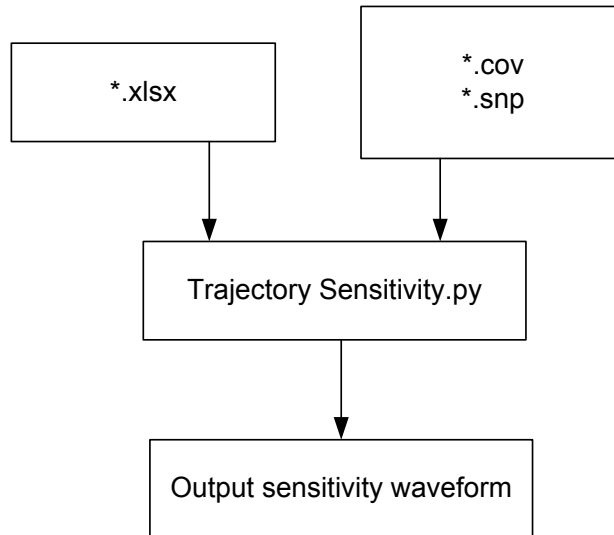 *.xlsx
*.cov
*.snp
Trajectory Sensitivity.py
Output sensitivity waveform